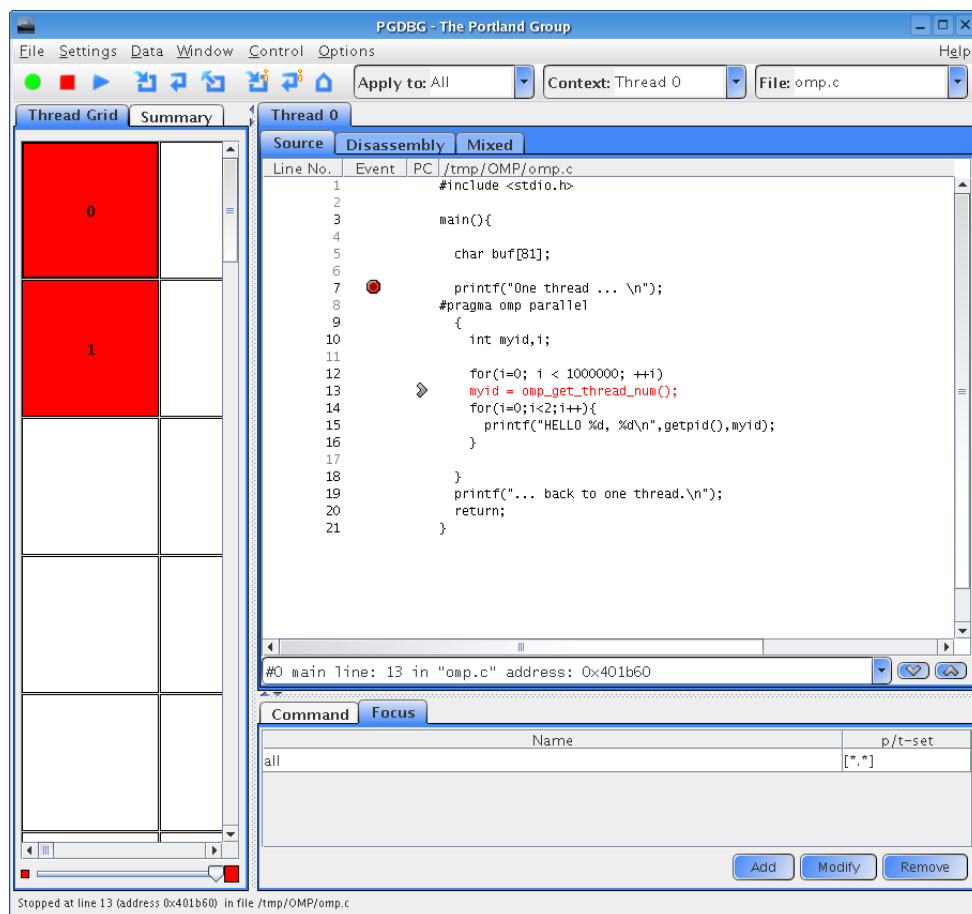 PGDBG - The Portland Group
File Settings Data Window Control Options Help
Apply to: All Context: Thread 0 File: omp.c
Thread Grid Summary
0
1
Thread 0
Source Disassembly Mixed
Line No. Event PC /tmp/OMP/omp.c
1 #include <stdio.h>
2
3 main(){
4
5 char buf[81];
6
7 printf("One thread ... \n");
8 #pragma omp parallel
9 {
10 int myid,i;
11
12 for(i=0; i < 1000000; ++i)
13 myid = omp_get_thread_num();
14 for(i=0;i<2;i++){
15 printf("HELLO %d, %d\n",getpid(),myid);
16 }
17
18 }
19 printf("... back to one thread.\n");
20 return;
21 }
#0 main line: 13 in "omp.c" address: 0x401b60
Command Focus
Name p/t-set
all [*.*]
Add Modify Remove
Stopped at line 13 (address 0x401b60) in file /tmp/OMP/omp.c